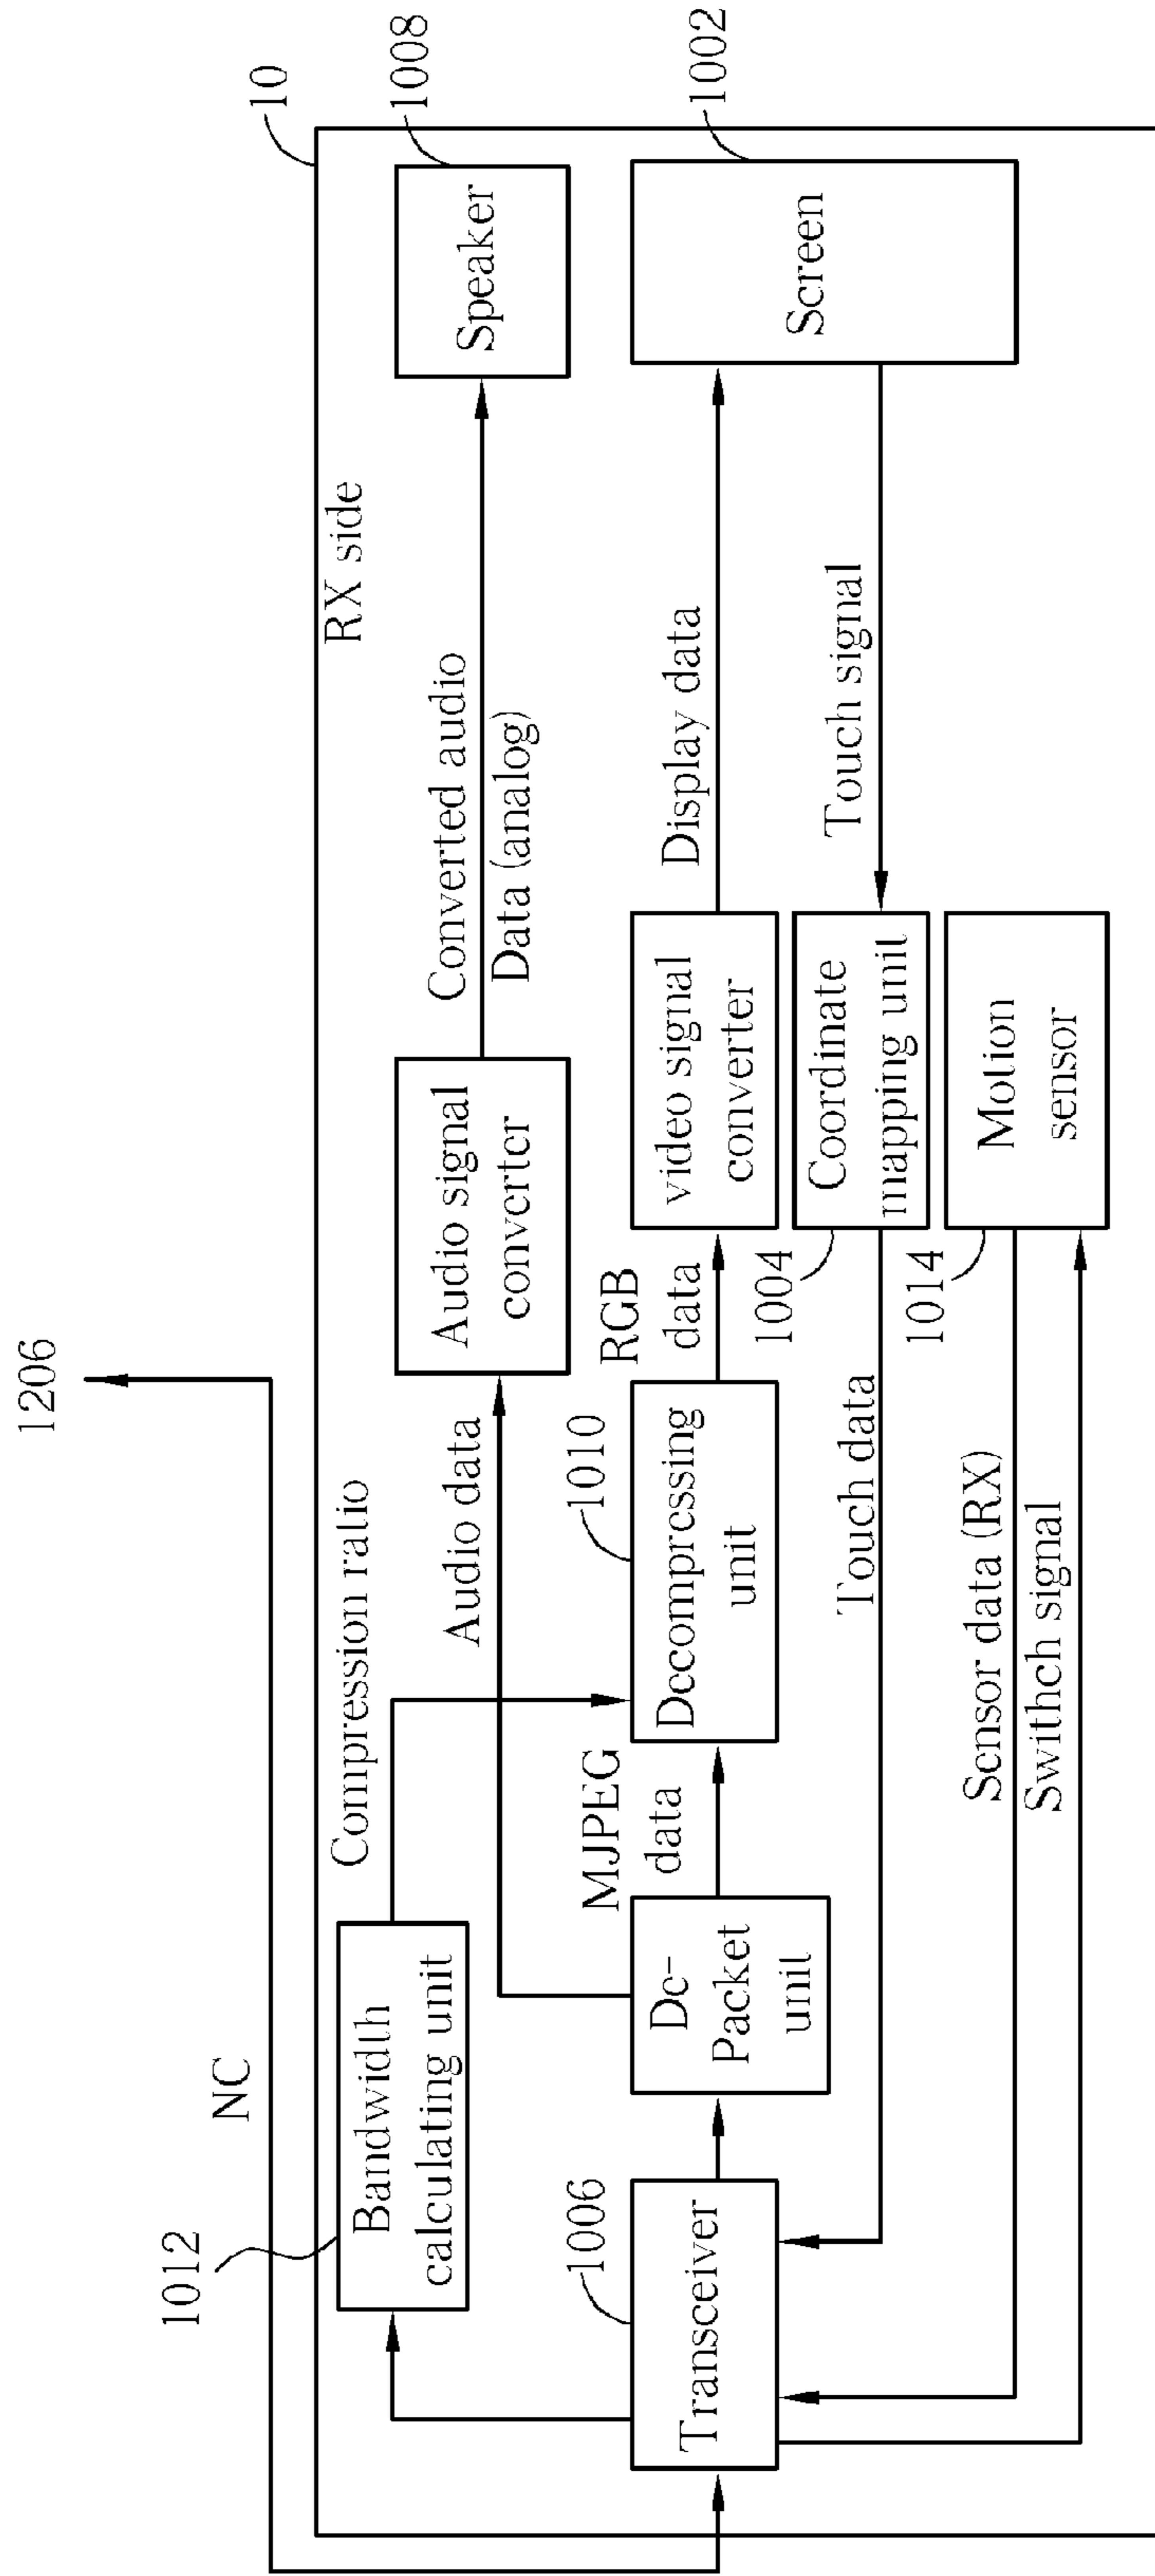 1206
NC
10
RX side
1012
Bandwidth
calculating unit
Compression ratio
Audio data
Audio signal
converter
Converted audio
Data (analog)
Speaker
1008
1006
Transceiver
De-
Packet
unit
MJPEG
data
1010
Decompressing
unit
RGB
data
video signal
converter
Display data
Screen
1002
Touch signal
1004
Coordinate
mapping unit
Touch data
1014
Motion
sensor
Sensor data (RX)
Swithch signal